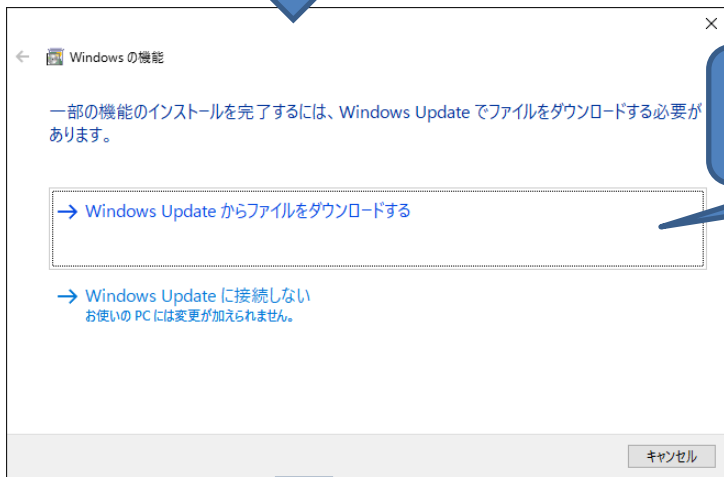 Windows の機能
一部の機能のインストールを完了するには、Windows Update でファイルをダウンロードする必要が
あります。
Windows Update からファイルをダウンロードする
Windows Update に接続しない
お使いの PC には変更が加えられません。
キャンセル